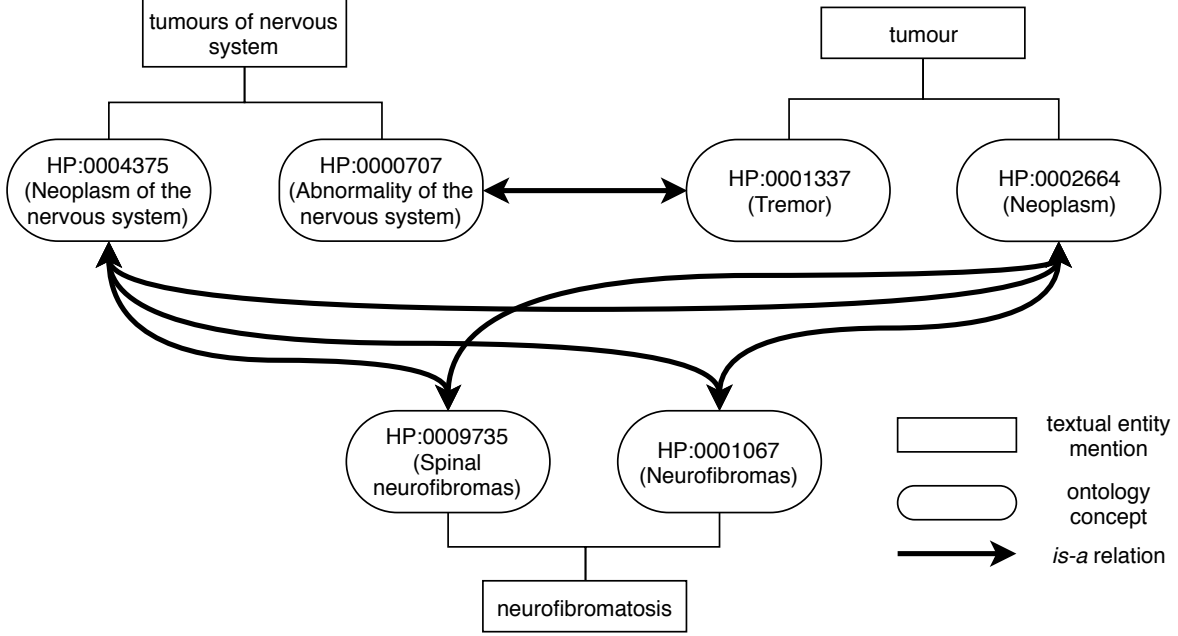 tumours of nervous
system
tumour
HP:0004375
(Neoplasm of the
nervous system)
HP:0000707
(Abnormality of the
nervous system)
HP:0001337
(Tremor)
HP:0002664
(Neoplasm)
HP:0009735
(Spinal
neurofibromas)
HP:0001067
(Neurofibromas)
neurofibromatosis
textual entity
mention
ontology
concept
is-a relation